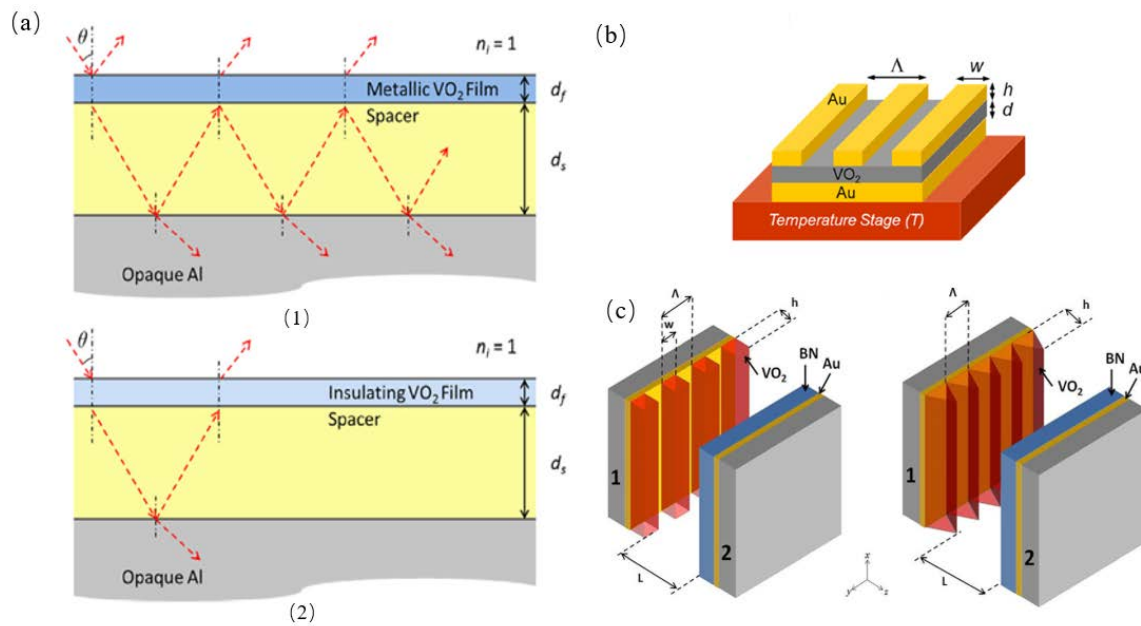 (a)
θ
n_i = 1
Metallic VO₂ Film
d_f
Spacer
d_s
Opaque Al
(1)
θ
n_i = 1
Insulating VO₂ Film
d_f
Spacer
d_s
Opaque Al
(2)
(b)
Λ
w
h
d
Au
VO₂
Au
Temperature Stage (T)
(c)
Λ
w
h
VO₂
BN
Au
1
2
L
x
y
z
Λ
h
VO₂
BN
Au
1
2
L